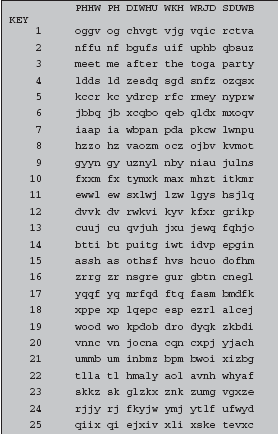 PHHW PH DIWHU WKH WRJD SDUWB
KEY
1 oggv og chvgt vjg vqic rctva
2 nffu nf bgufs uif uphb qbsuz
3 meet me after the toga party
4 ldds ld zesdq sgd snfz ozqsx
5 kccr kc ydrcp rfc rmey nyprw
6 jbbq jb xcqbo qeb qldx mxoqv
7 iaap ia wbpan pda pkcw lwnpu
8 hzzo hz vaozm ocz ojbv kvmot
9 gyyn gy uznyl nby niau julns
10 fxxm fx tymxk max mhzt itkmr
11 ewwl ew sxlwj lzw lgys hsjlq
12 dvvk dv rwkvi kyv kfxr grikp
13 cuuj cu qvjuh jxu jewq fqhjo
14 btti bt puitg iwt idvp epgin
15 assh as othsf hvs hcuo dofhm
16 zrrg zr nsgre gur gbtn cnegl
17 yqqf yq mrfqd ftq fasm bmdfk
18 xppe xp lqepc esp ezrl alcej
19 wood wo kpdob dro dyqk zkbdi
20 vnnc vn jocna cqn cxpj yjach
21 ummb um inbmz bpm bwoi xizbg
22 tlla tl hmaly aol avnh whyaf
23 skkz sk glzkx znk zumg vgxze
24 rjjy rj fkyjw ymj ytlf ufwyd
25 qiix qi ejxiv xli xske tevxc